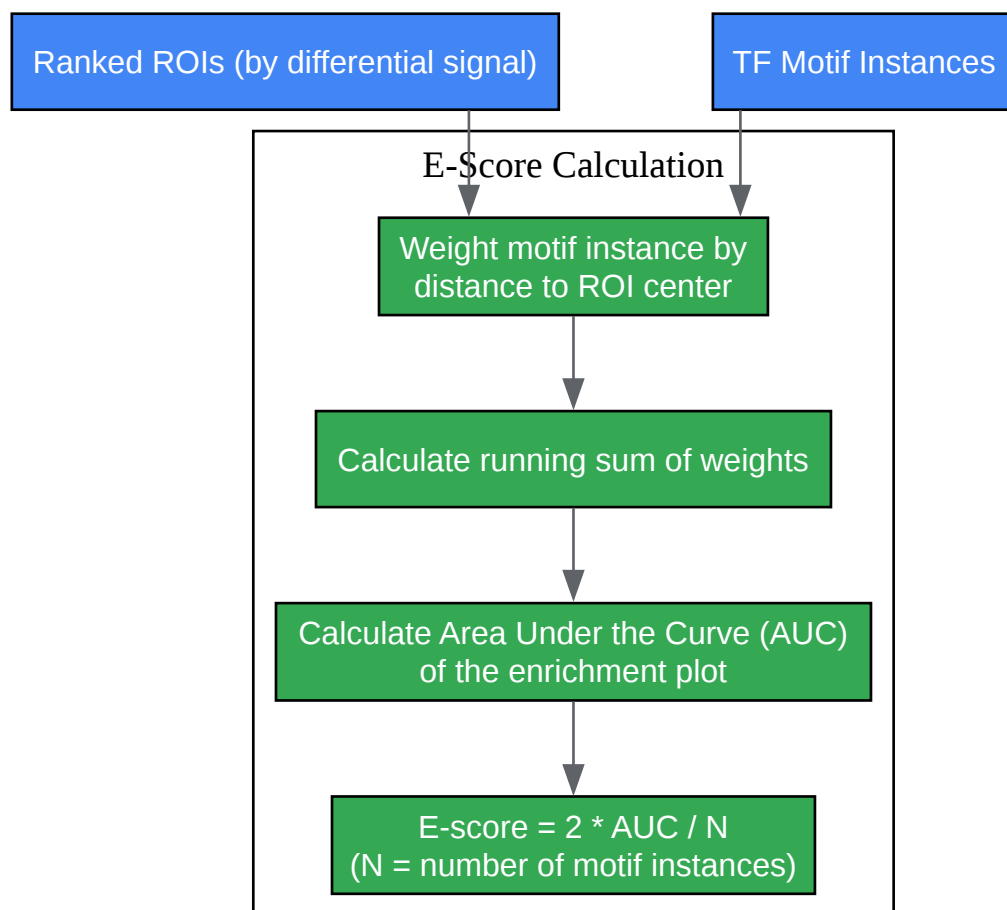 Ranked ROIs (by differential signal)
TF Motif Instances
E-Score Calculation
Weight motif instance by
distance to ROI center
Calculate running sum of weights
Calculate Area Under the Curve (AUC)
of the enrichment plot
E-score = 2 * AUC / N
(N = number of motif instances)